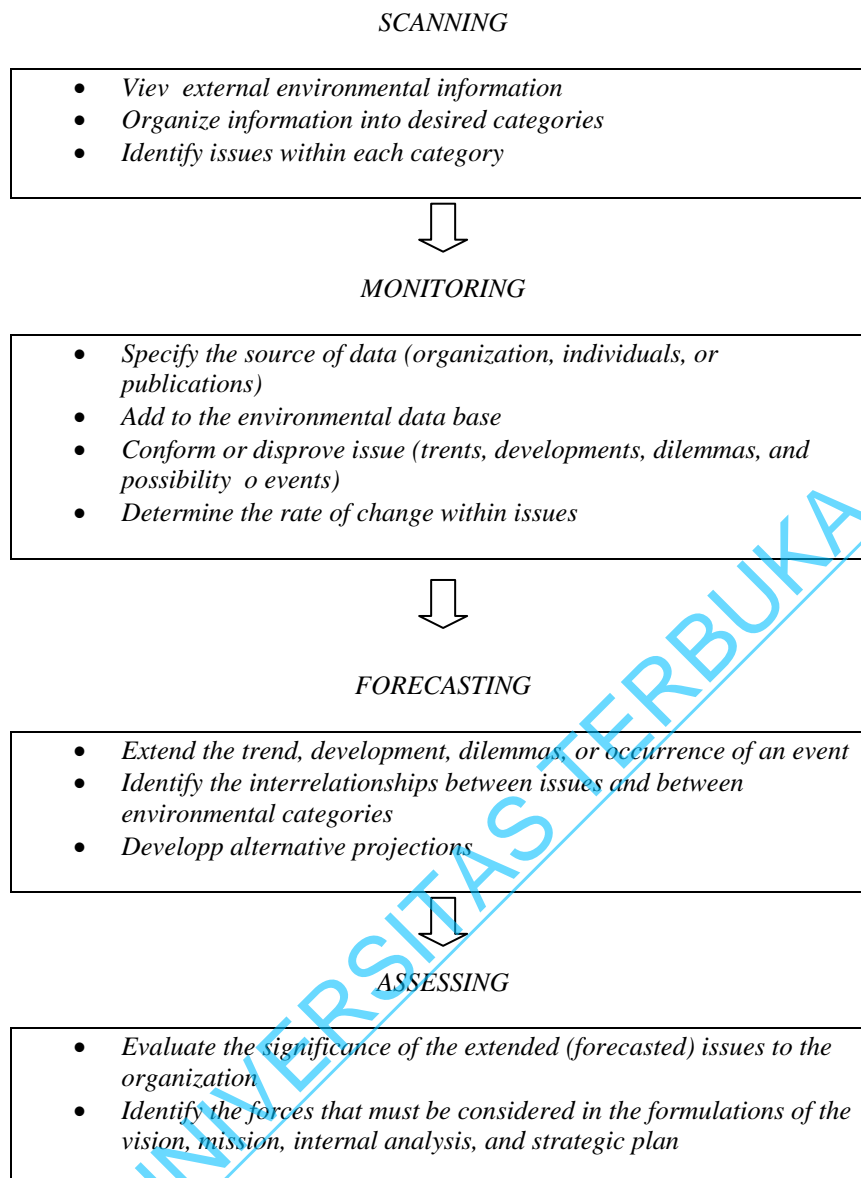 SCANNING
• Viev external environmental information
• Organize information into desired categories
• Identify issues within each category
MONITORING
• Specify the source of data (organization, individuals, or
publications)
• Add to the environmental data base
• Conform or disprove issue (trents, developments, dilemmas, and
possibility o events)
• Determine the rate of change within issues
FORECASTING
• Extend the trend, development, dilemmas, or occurrence of an event
• Identify the interrelationships between issues and between
environmental categories
• Developp alternative projections
ASSESSING
• Evaluate the significance of the extended (forecasted) issues to the
organization
• Identify the forces that must be considered in the formulations of the
vision, mission, internal analysis, and strategic plan
UNIVERSITAS TERBUKA